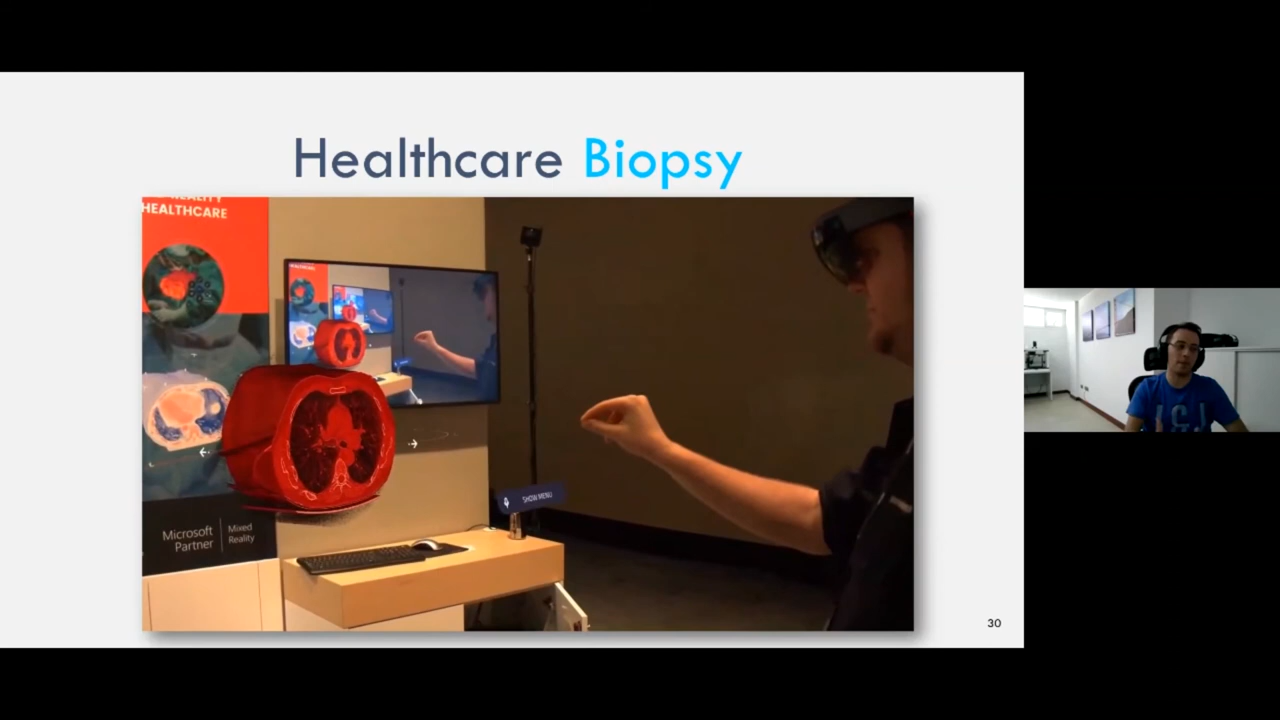 Healthcare Biopsy
HEALTHCARE
Microsoft
Partner
Mixed
Reality
SHOW MENU
30